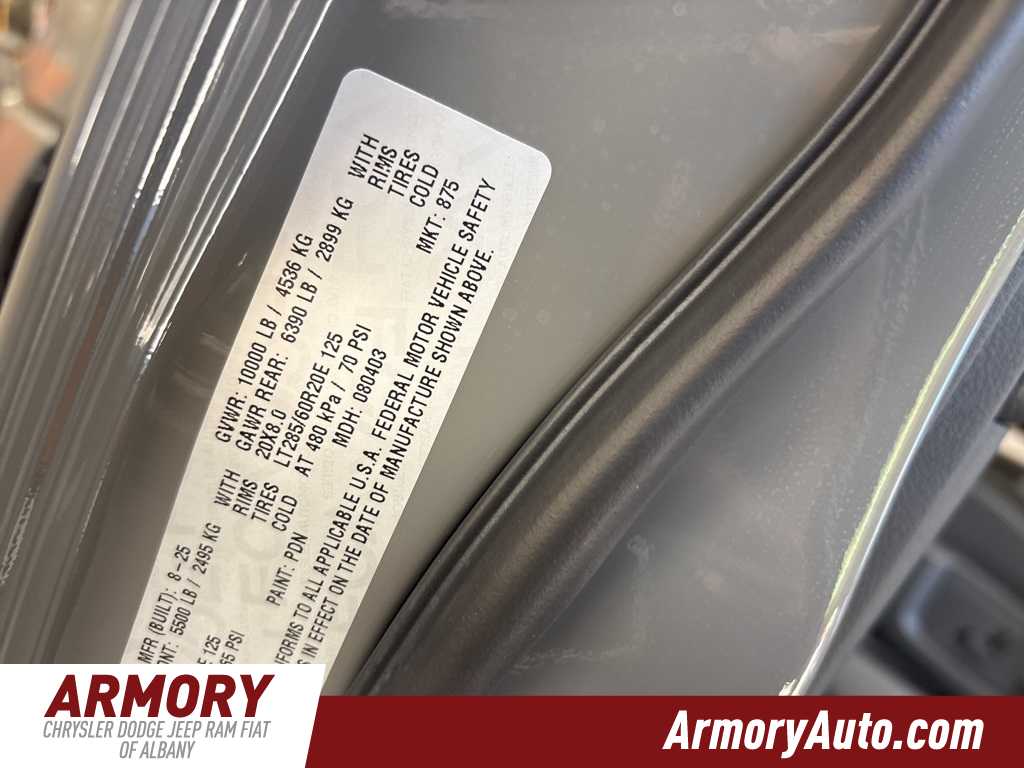 MFR (BUILT): 8-25 GVWR: 10000 LB / 4536 KG
5500 LB / 2495 KG WITH GAWR REAR: 6390 LB / 2899 KG WITH
RIMS 20X8.0 RIMS
125 TIRES LT285/60R20E 125 TIRES
PSI COLD AT 480 kPa / 70 PSI COLD
PAINT: PDN MDH: 080403 MKT: 875
TO ALL APPLICABLE U.S.A. FEDERAL MOTOR VEHICLE SAFETY
IN EFFECT ON THE DATE OF MANUFACTURE SHOWN ABOVE.
ARMORY
CHRYSLER DODGE JEEP RAM FIAT
OF ALBANY
ArmoryAuto.com